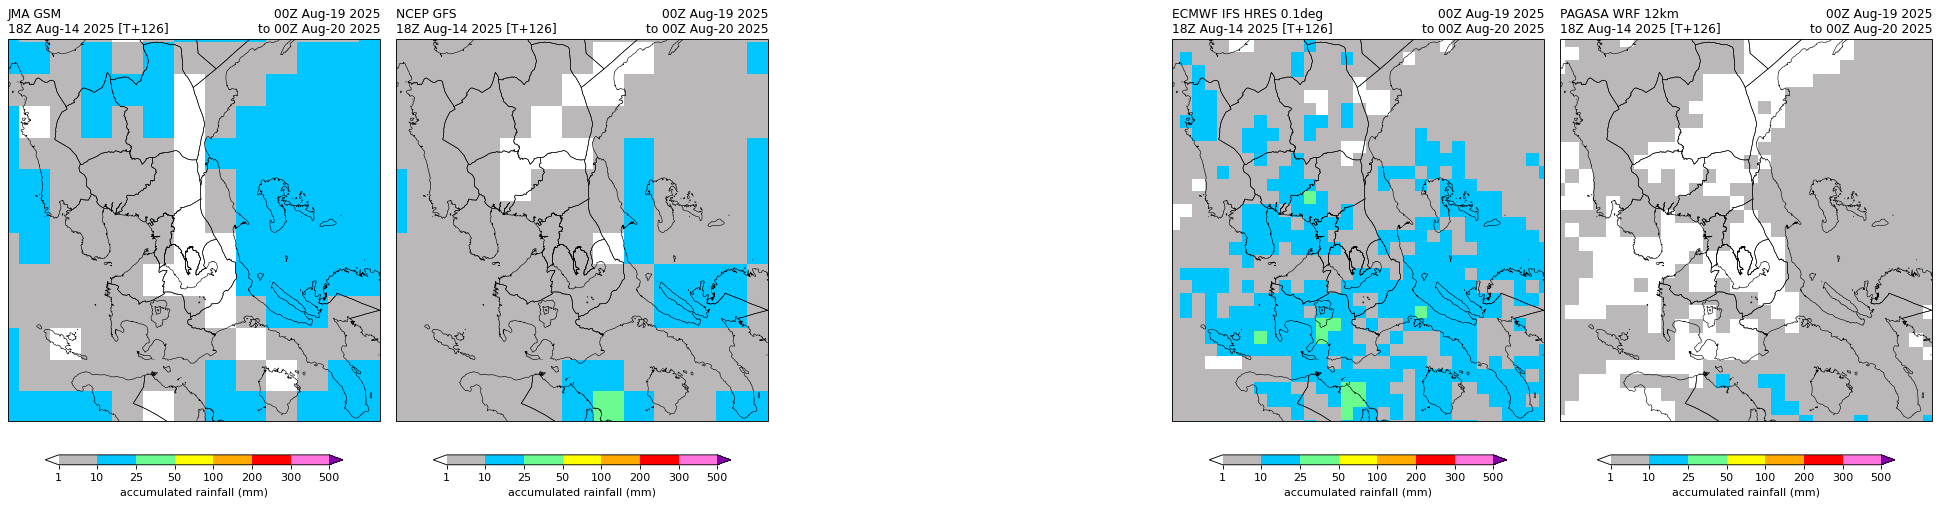 JMA GSM 00Z Aug-19 2025
18Z Aug-14 2025 [T+126] to 00Z Aug-20 2025
NCEP GFS 00Z Aug-19 2025
18Z Aug-14 2025 [T+126] to 00Z Aug-20 2025
ECMWF IFS HRES 0.1deg 00Z Aug-19 2025
18Z Aug-14 2025 [T+126] to 00Z Aug-20 2025
PAGASA WRF 12km 00Z Aug-19 2025
18Z Aug-14 2025 [T+126] to 00Z Aug-20 2025
1 10 25 50 100 200 300 500
accumulated rainfall (mm)
1 10 25 50 100 200 300 500
accumulated rainfall (mm)
1 10 25 50 100 200 300 500
accumulated rainfall (mm)
1 10 25 50 100 200 300 500
accumulated rainfall (mm)